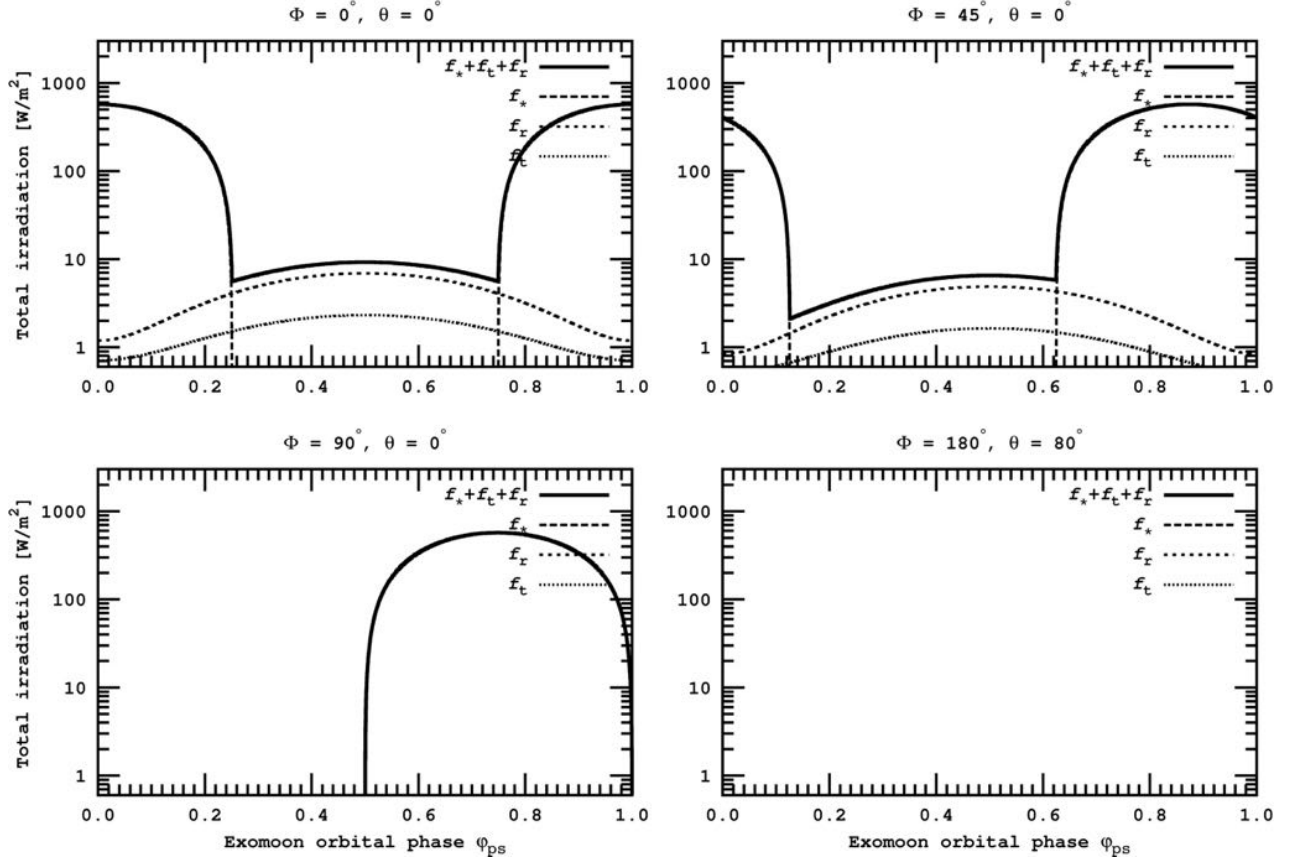 Φ = 0°, θ = 0°
Total irradiation [W/m²]
1000
100
10
1
f*+ft+fr
f*
fr
ft
0.0 0.2 0.4 0.6 0.8 1.0
Φ = 45°, θ = 0°
1000
100
10
1
f*+ft+fr
f*
fr
ft
0.0 0.2 0.4 0.6 0.8 1.0
Φ = 90°, θ = 0°
Total irradiation [W/m²]
1000
100
10
1
f*+ft+fr
f*
fr
ft
0.0 0.2 0.4 0.6 0.8 1.0
Exomoon orbital phase φps
Φ = 180°, θ = 80°
1000
100
10
1
f*+ft+fr
f*
fr
ft
0.0 0.2 0.4 0.6 0.8 1.0
Exomoon orbital phase φps